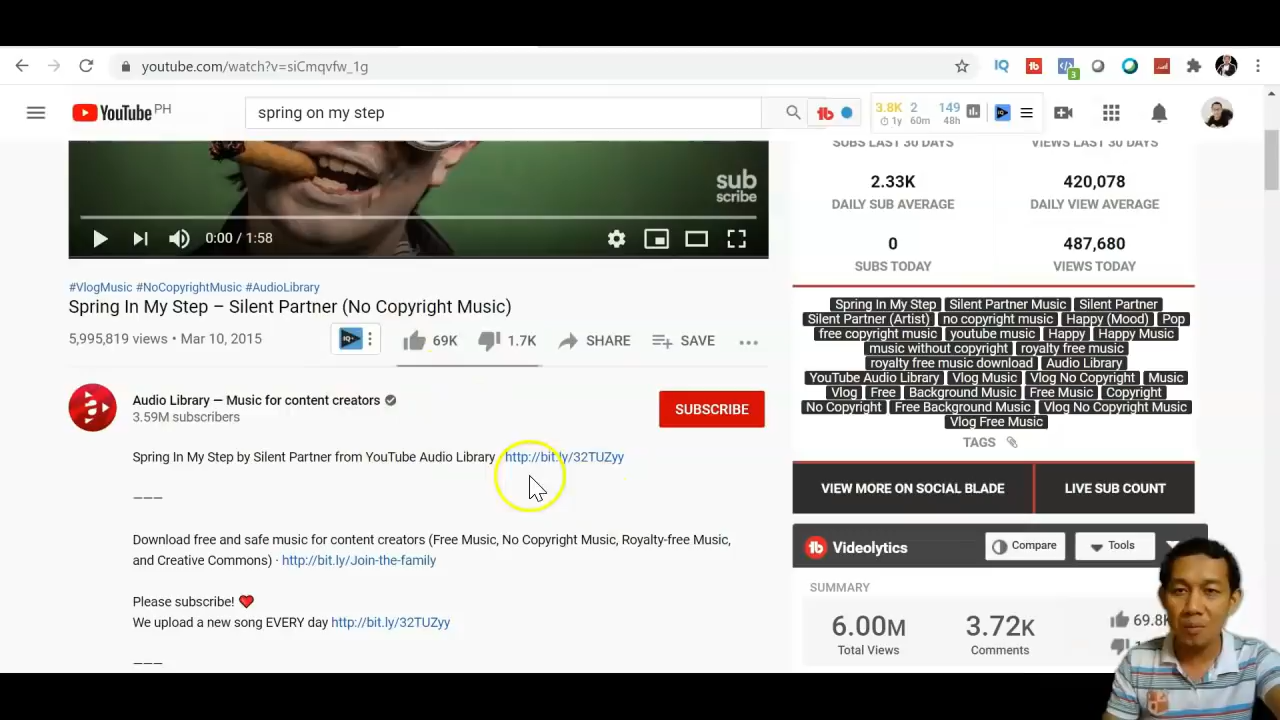 youtube.com/watch?v=siCmqvfw_1g
3
YouTube PH
spring on my step
3.8K 2 149
1y 60m 48h
SUBS LAST 30 DAYS VIEWS LAST 30 DAYS
2.33K 420,078
DAILY SUB AVERAGE DAILY VIEW AVERAGE
0 487,680
SUBS TODAY VIEWS TODAY
sub
scribe
0:00 / 1:58
#VlogMusic #NoCopyrightMusic #AudioLibrary
Spring In My Step – Silent Partner (No Copyright Music)
5,995,819 views • Mar 10, 2015
69K 1.7K SHARE SAVE
Audio Library — Music for content creators
3.59M subscribers
SUBSCRIBE
Spring In My Step by Silent Partner from YouTube Audio Library http://bit.ly/32TUZyy
———
Download free and safe music for content creators (Free Music, No Copyright Music, Royalty-free Music,
and Creative Commons) · http://bit.ly/Join-the-family
Please subscribe! ❤
We upload a new song EVERY day http://bit.ly/32TUZyy
———
Spring In My Step Silent Partner Music Silent Partner
Silent Partner (Artist) no copyright music Happy (Mood) Pop
free copyright music youtube music Happy Happy Music
music without copyright royalty free music
royalty free music download Audio Library
YouTube Audio Library Vlog Music Vlog No Copyright Music
Vlog Free Background Music Free Music Copyright
No Copyright Free Background Music Vlog No Copyright Music
Vlog Free Music
TAGS
VIEW MORE ON SOCIAL BLADE LIVE SUB COUNT
Videolytics Compare Tools
SUMMARY
6.00M 3.72K 69.8K
Total Views Comments